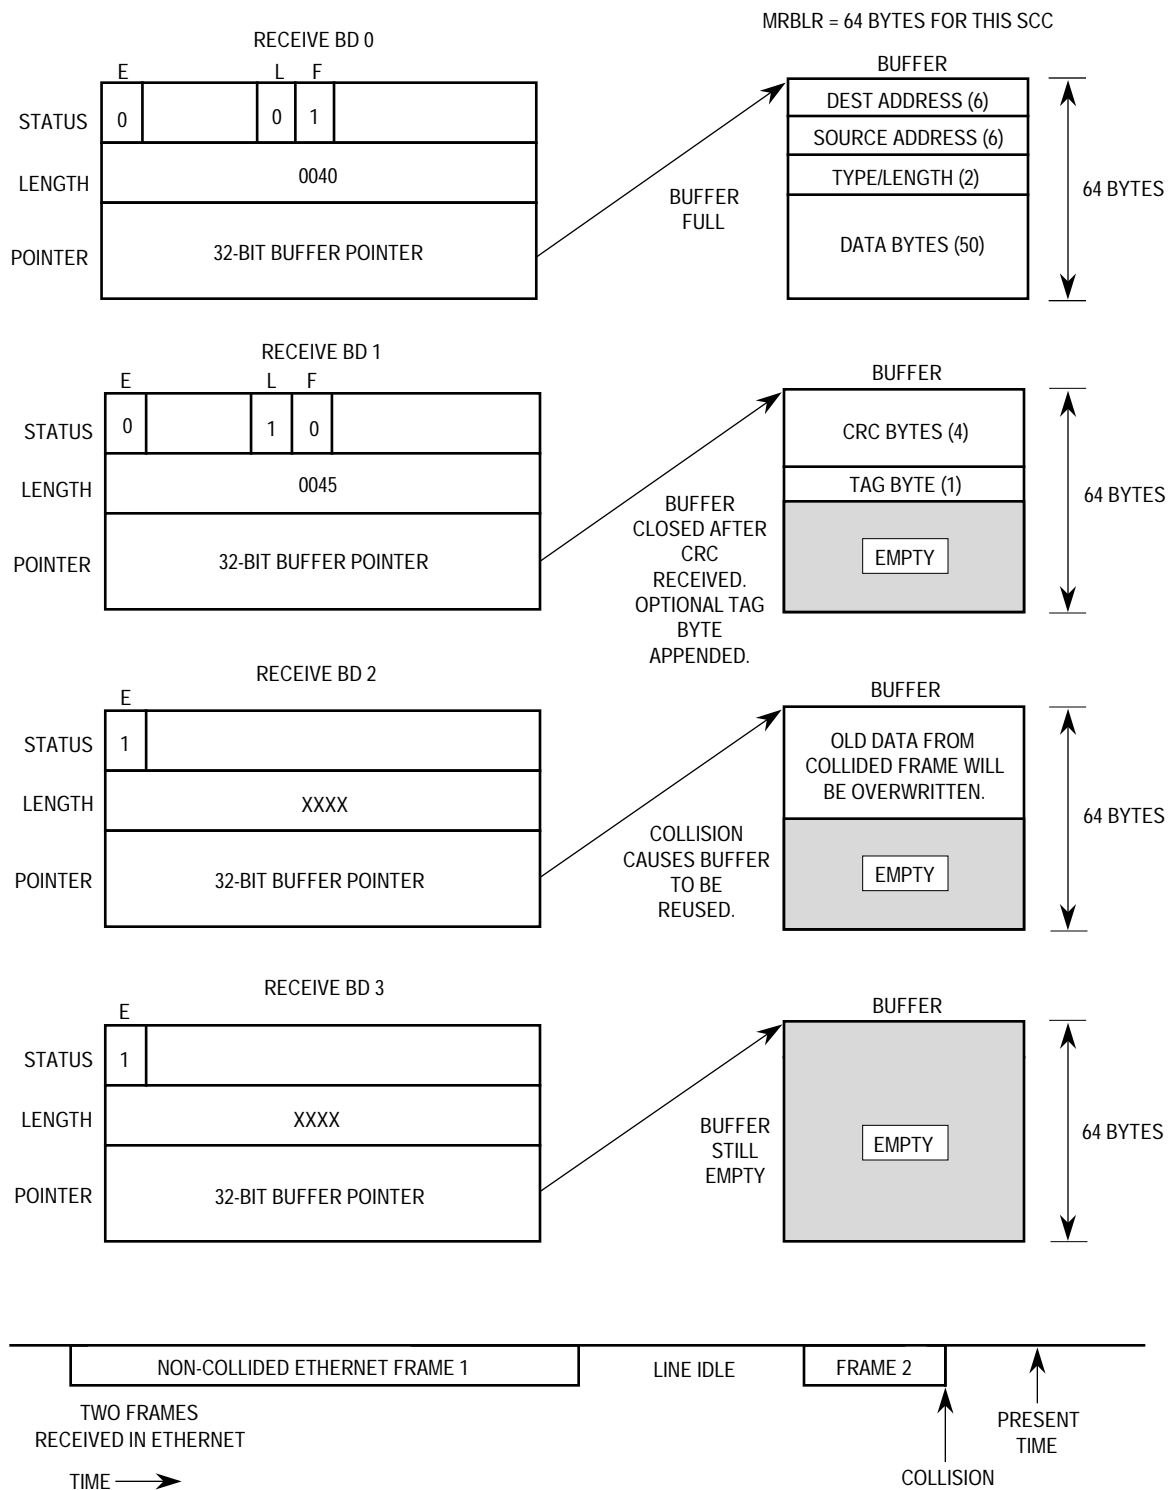 MRBLR = 64 BYTES FOR THIS SCC
RECEIVE BD 0
E L F
STATUS 0 0 1
LENGTH 0040
POINTER 32-BIT BUFFER POINTER
BUFFER
FULL
BUFFER
DEST ADDRESS (6)
SOURCE ADDRESS (6)
TYPE/LENGTH (2)
DATA BYTES (50)
64 BYTES
RECEIVE BD 1
E L F
STATUS 0 1 0
LENGTH 0045
POINTER 32-BIT BUFFER POINTER
BUFFER
CLOSED AFTER
CRC
RECEIVED.
OPTIONAL TAG
BYTE
APPENDED.
BUFFER
CRC BYTES (4)
TAG BYTE (1)
EMPTY
64 BYTES
RECEIVE BD 2
E
STATUS 1
LENGTH XXXX
POINTER 32-BIT BUFFER POINTER
COLLISION
CAUSES BUFFER
TO BE
REUSED.
BUFFER
OLD DATA FROM
COLLIDED FRAME WILL
BE OVERWRITTEN.
EMPTY
64 BYTES
RECEIVE BD 3
E
STATUS 1
LENGTH XXXX
POINTER 32-BIT BUFFER POINTER
BUFFER
STILL
EMPTY
BUFFER
EMPTY
64 BYTES
NON-COLLIDED ETHERNET FRAME 1 LINE IDLE FRAME 2
TWO FRAMES
RECEIVED IN ETHERNET
TIME
COLLISION
PRESENT
TIME